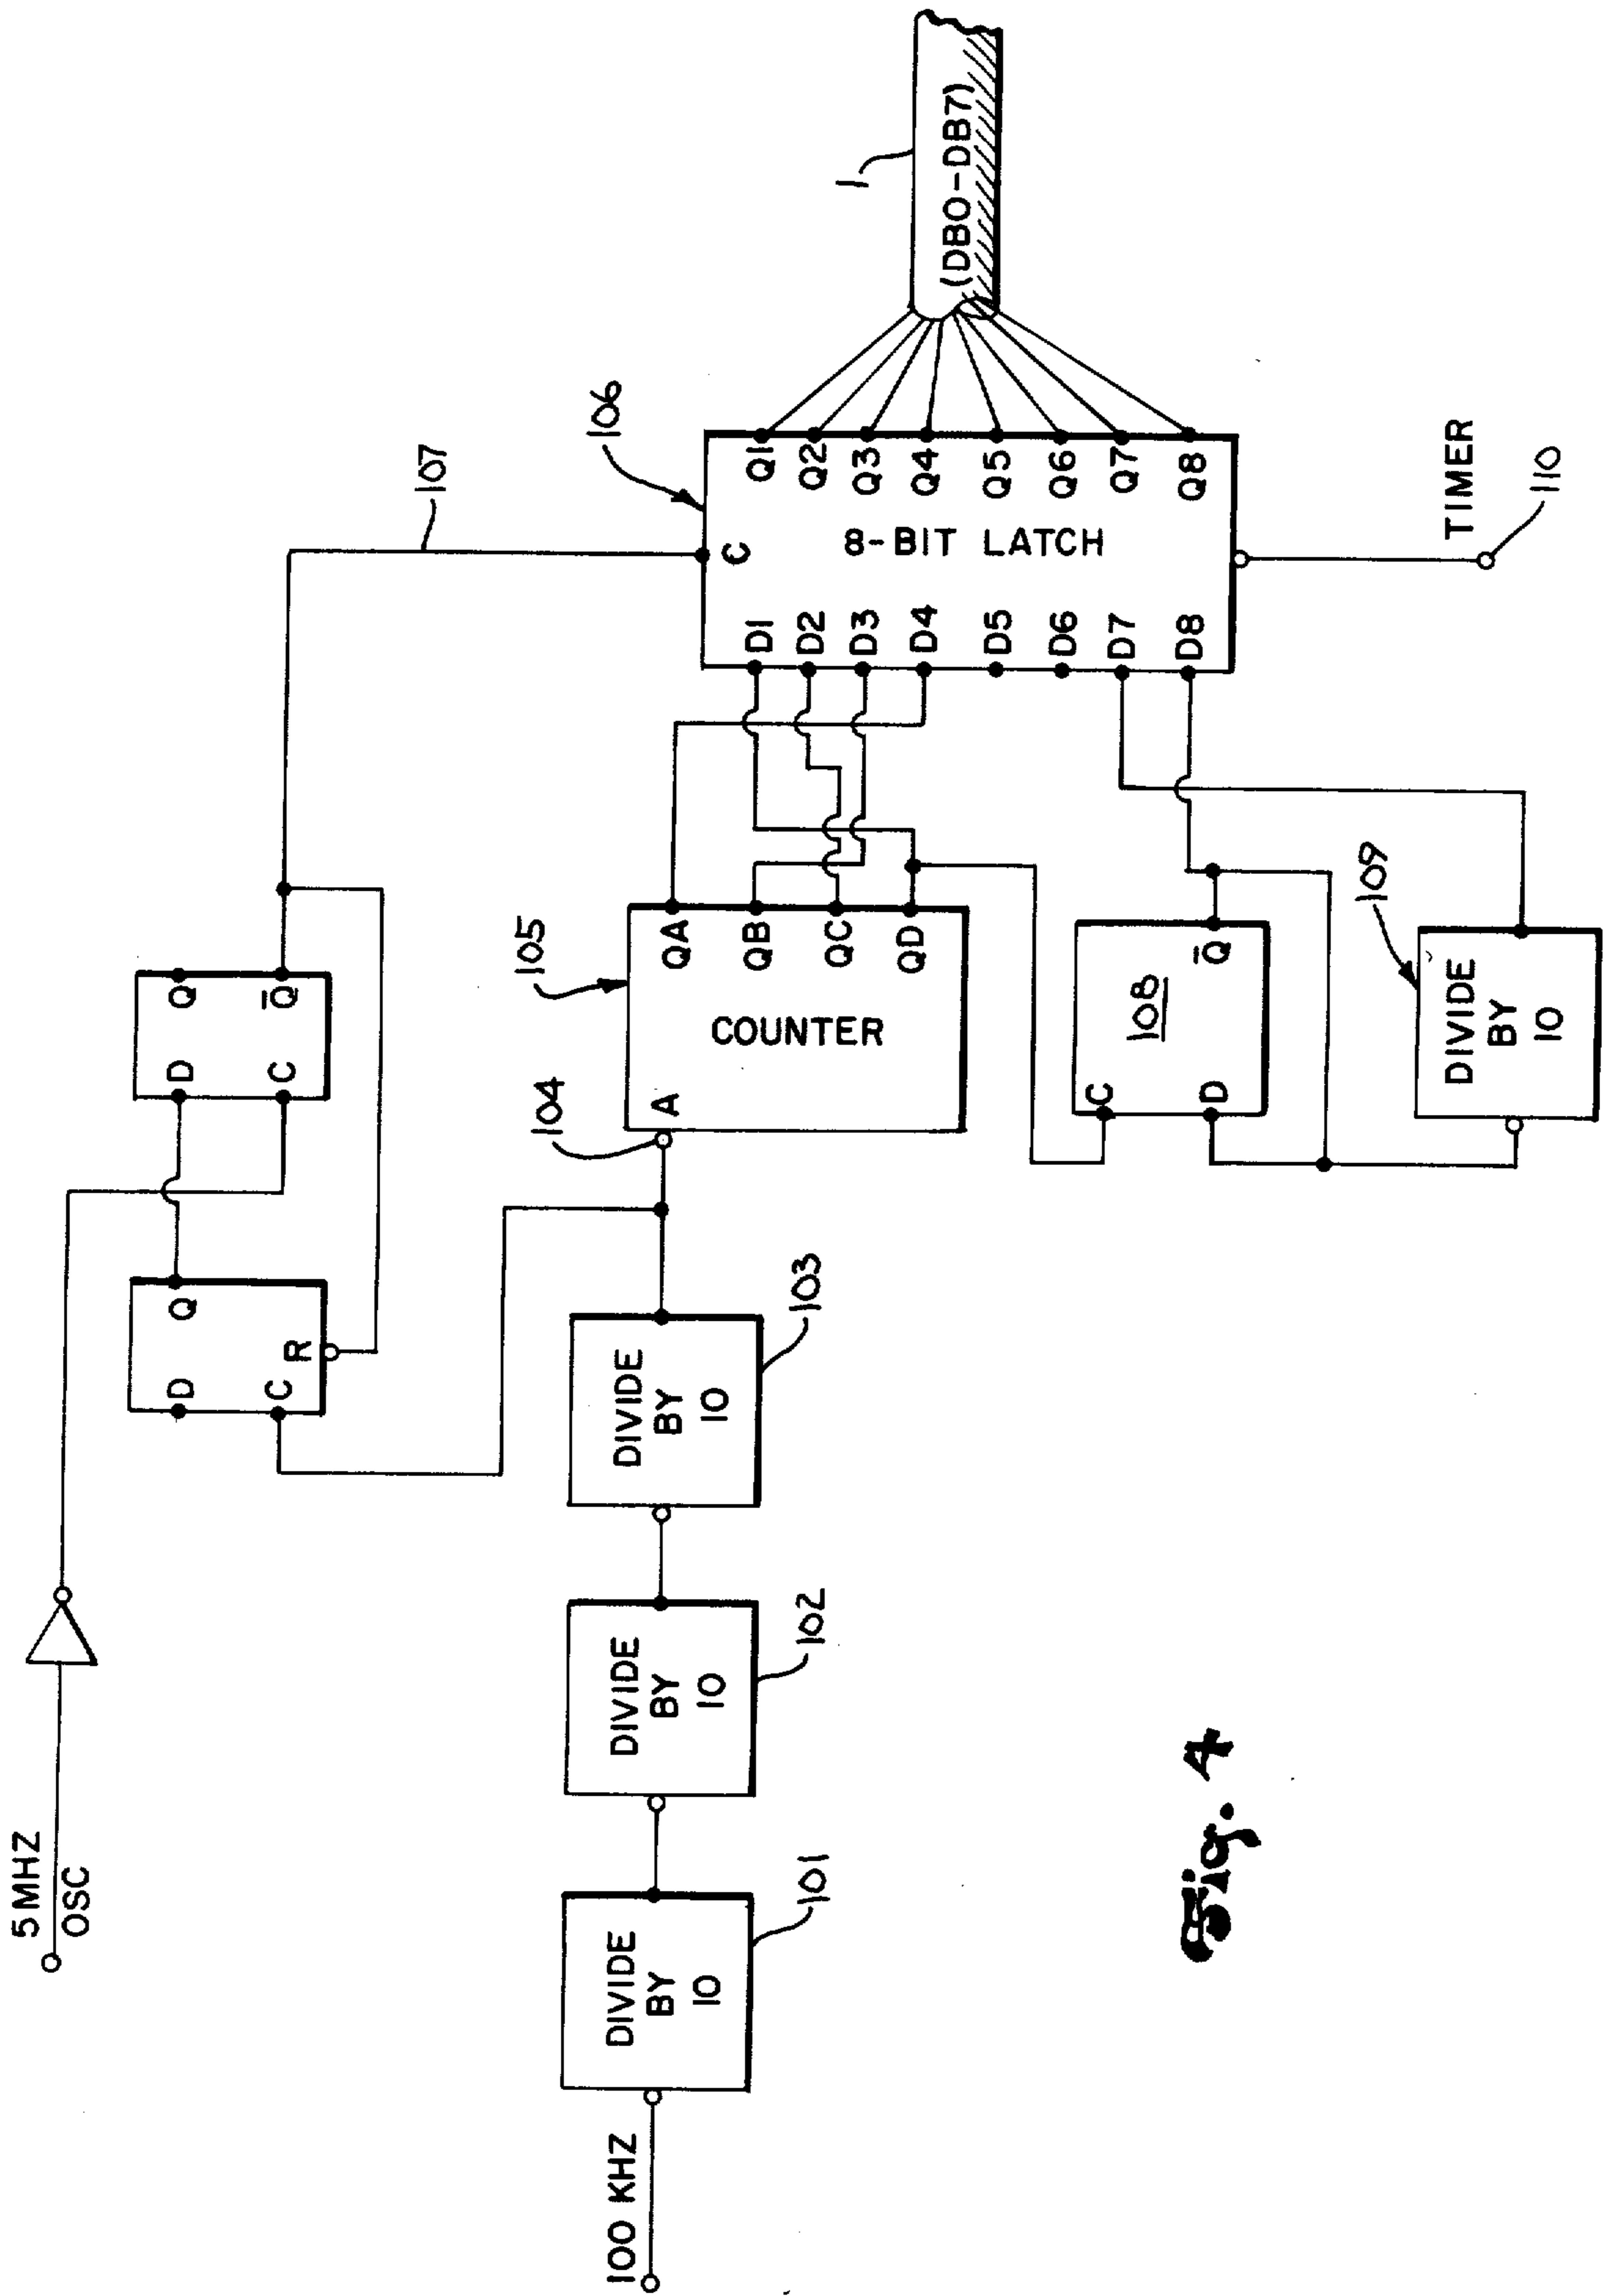 5 MHZ
OSC
D
Q
C
R
D
Q
C
Q̅
107
100 KHZ
DIVIDE
BY
10
101
DIVIDE
BY
10
102
DIVIDE
BY
10
103
104
A
COUNTER
QA
QB
QC
QD
105
106
C
8-BIT LATCH
D1
D2
D3
D4
D5
D6
D7
D8
Q1
Q2
Q3
Q4
Q5
Q6
Q7
Q8
1
(DB0-DB7)
C
D
108
Q̅
109
DIVIDE
BY
10
TIMER
110
Fig. 4